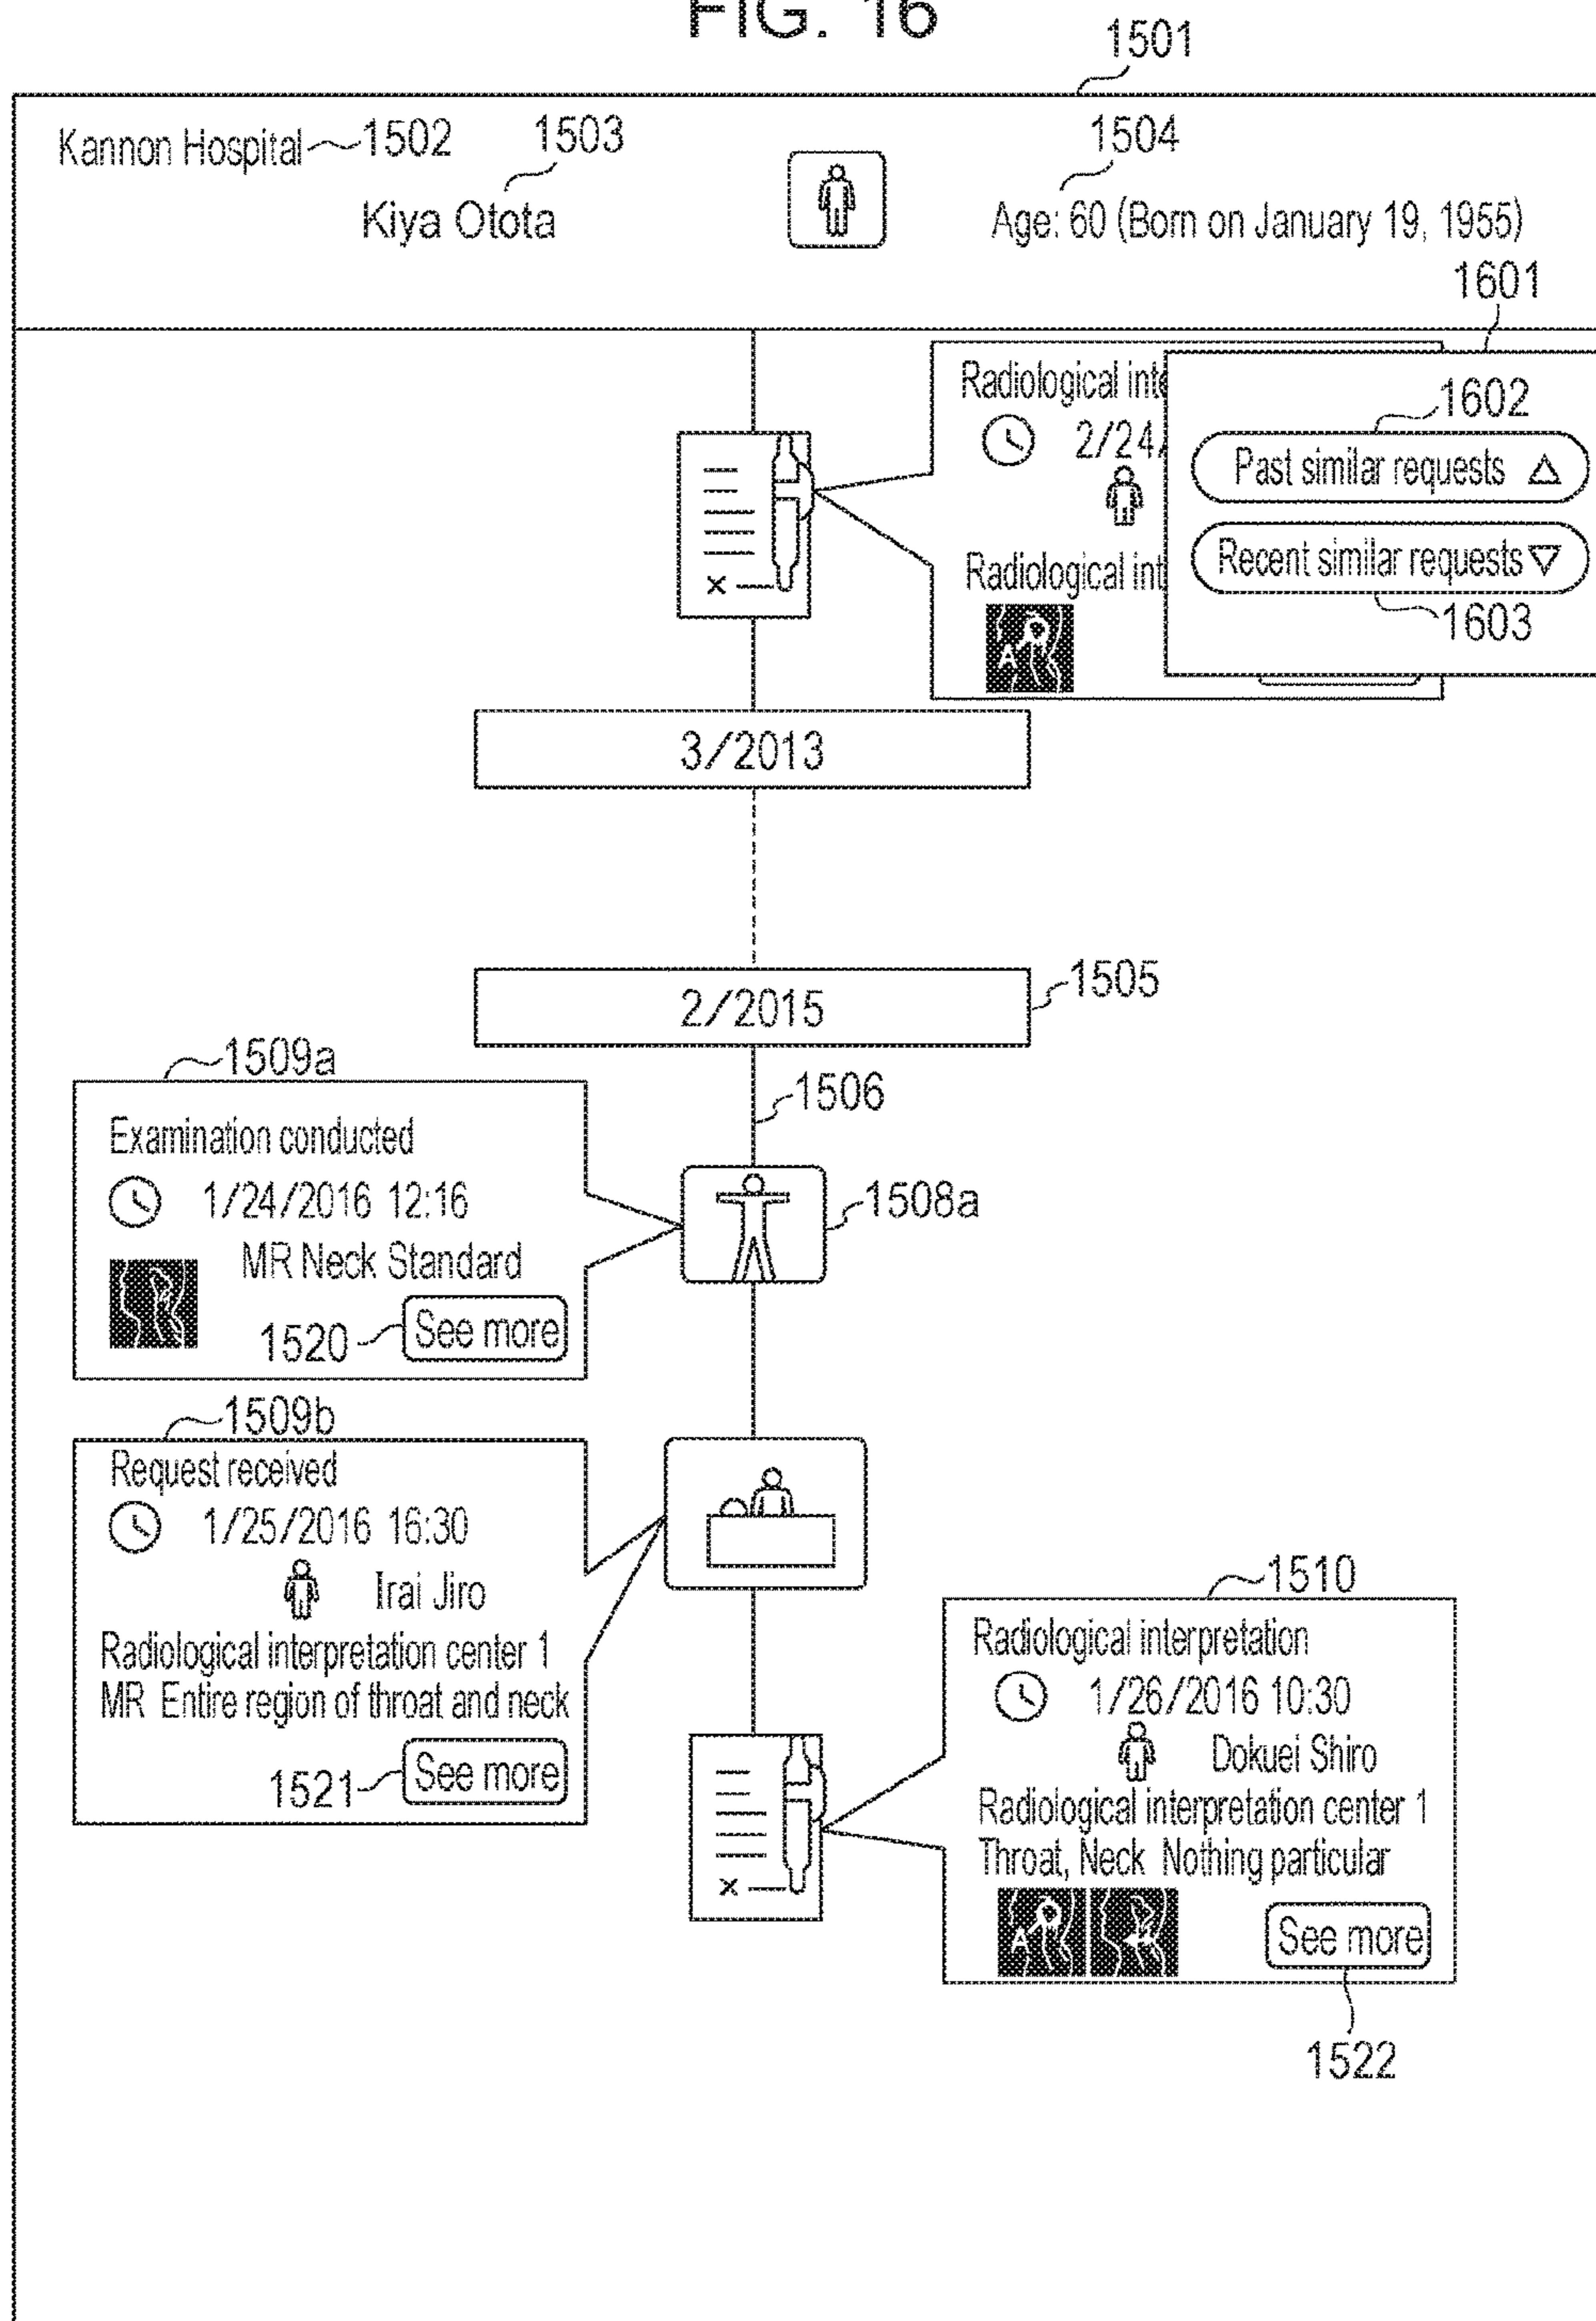 FIG. 16
1501
Kannon Hospital 1502
1503
1504
Kiya Otota
Age: 60 (Born on January 19, 1955)
1601
Radiological inte
2/24/
Radiological int
1602
Past similar requests
Recent similar requests
1603
A
3/2013
2/2015
1505
1506
1509a
Examination conducted
1/24/2016 12:16
MR Neck Standard
1520
See more
1508a
1509b
Request received
1/25/2016 16:30
Irai Jiro
Radiological interpretation center 1
MR Entire region of throat and neck
1521
See more
1510
Radiological interpretation
1/26/2016 10:30
Dokuei Shiro
Radiological interpretation center 1
Throat, Neck Nothing particular
A
See more
1522